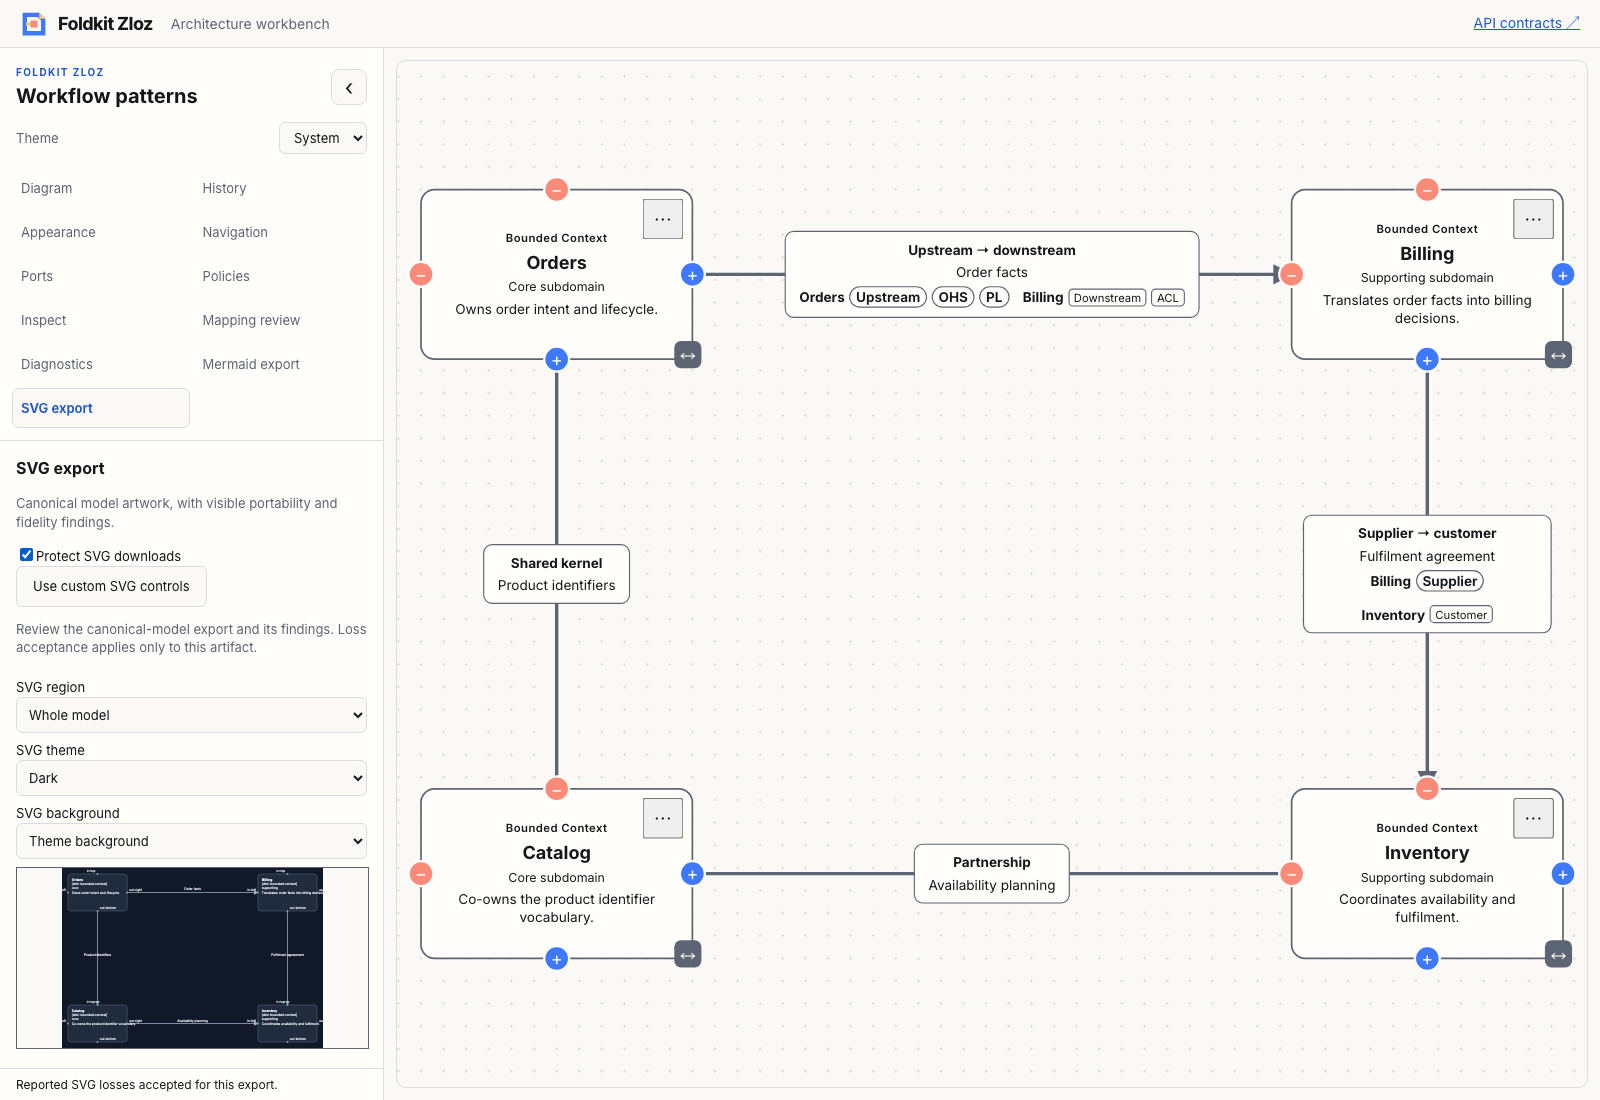 Foldkit Zloz
Architecture workbench
API contracts ↗
FOLDKIT ZLOZ
Workflow patterns
Theme
System
Diagram
History
Appearance
Navigation
Ports
Policies
Inspect
Mapping review
Diagnostics
Mermaid export
SVG export
SVG export
Canonical model artwork, with visible portability and
fidelity findings.
Protect SVG downloads
Use custom SVG controls
Review the canonical-model export and its findings. Loss
acceptance applies only to this artifact.
SVG region
Whole model
SVG theme
Dark
SVG background
Theme background
Reported SVG losses accepted for this export.
Bounded Context
Orders
Core subdomain
Owns order intent and lifecycle.
Upstream → downstream
Order facts
Orders Upstream OHS PL Billing Downstream ACL
Bounded Context
Billing
Supporting subdomain
Translates order facts into billing
decisions.
Shared kernel
Product identifiers
Supplier → customer
Fulfilment agreement
Billing Supplier
Inventory Customer
Bounded Context
Catalog
Core subdomain
Co-owns the product identifier
vocabulary.
Partnership
Availability planning
Bounded Context
Inventory
Supporting subdomain
Coordinates availability and
fulfilment.